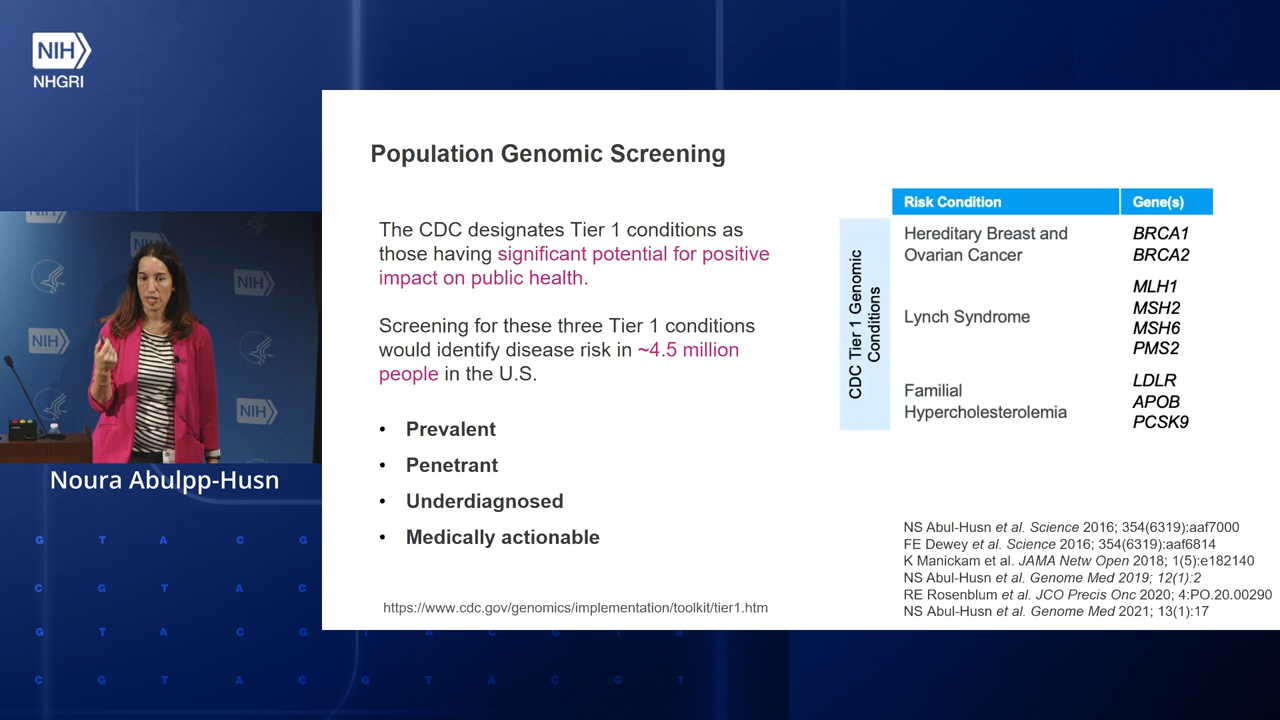 NIH
NHGRI
Population Genomic Screening
The CDC designates Tier 1 conditions as
those having significant potential for positive
impact on public health.
Screening for these three Tier 1 conditions
would identify disease risk in ~4.5 million
people in the U.S.
• Prevalent
• Penetrant
• Underdiagnosed
• Medically actionable
https://www.cdc.gov/genomics/implementation/toolkit/tier1.htm
CDC Tier 1 Genomic
Conditions
Risk Condition Gene(s)
Hereditary Breast and BRCA1
Ovarian Cancer BRCA2
MLH1
Lynch Syndrome MSH2
MSH6
PMS2
Familial LDLR
Hypercholesterolemia APOB
PCSK9
NS Abul-Husn et al. Science 2016; 354(6319):aaf7000
FE Dewey et al. Science 2016; 354(6319):aaf6814
K Manickam et al. JAMA Netw Open 2018; 1(5):e182140
NS Abul-Husn et al. Genome Med 2019; 12(1):2
RE Rosenblum et al. JCO Precis Onc 2020; 4:PO.20.00290
NS Abul-Husn et al. Genome Med 2021; 13(1):17
NIH
NIH
NIH
NIH
NIH
Noura Abulpp-Husn
G T A C G
C G T A C
G T A C G T A C G T A
C G T A C G T A C G T